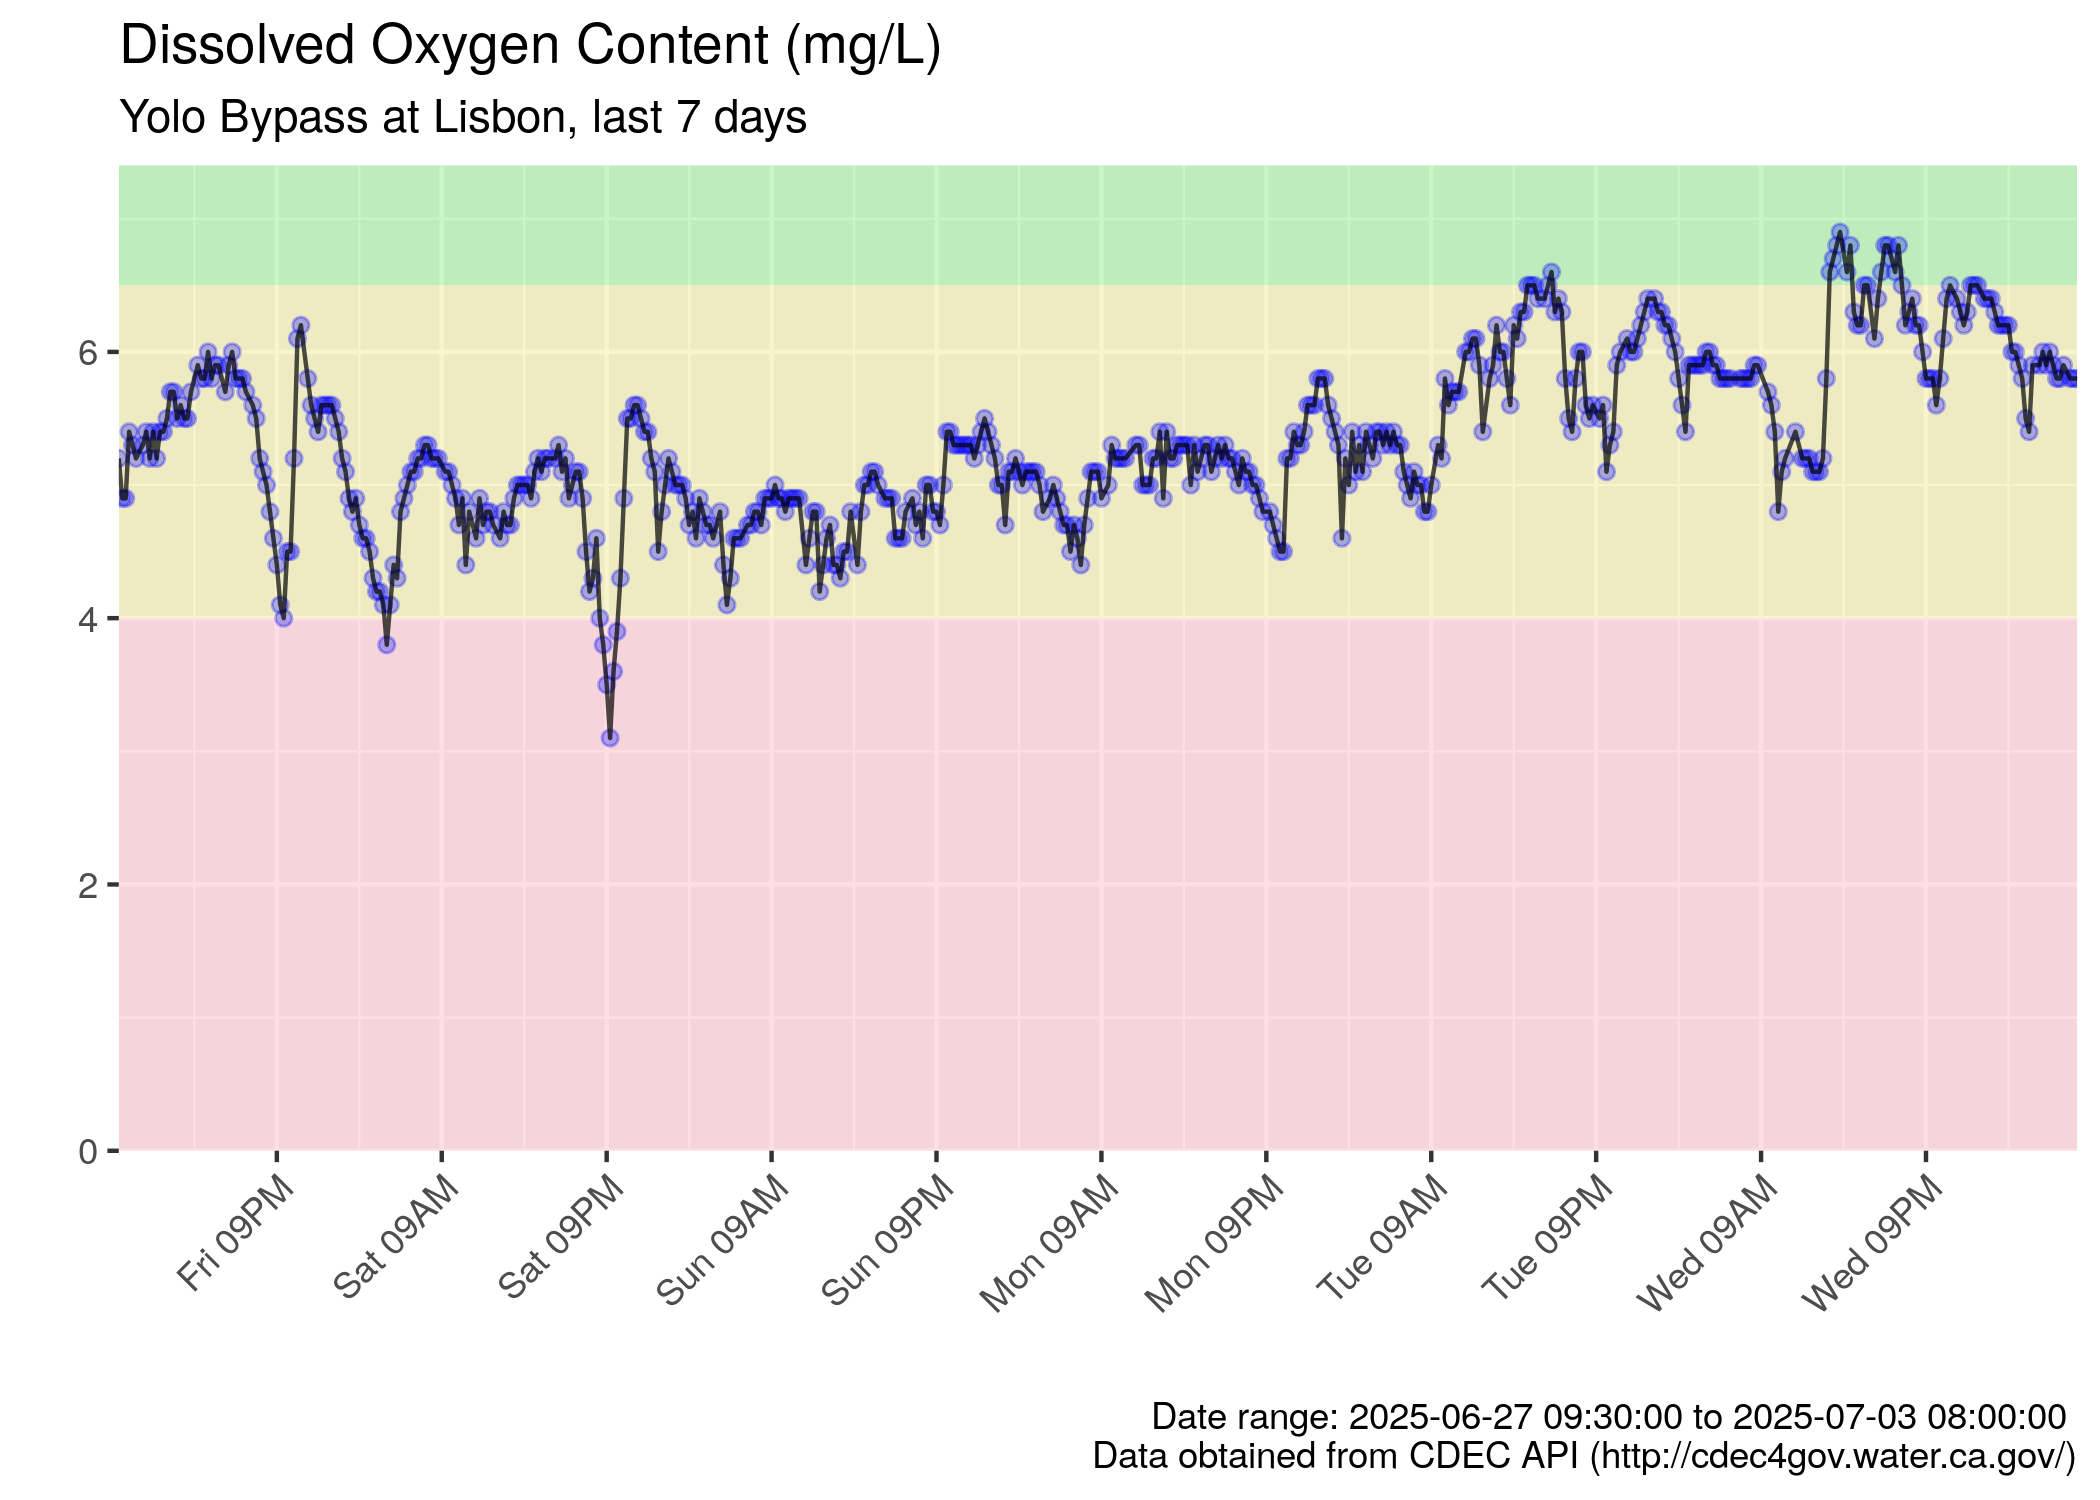 Dissolved Oxygen Content (mg/L)
Yolo Bypass at Lisbon, last 7 days
6
4
2
0
Fri 09PM
Sat 09AM
Sat 09PM
Sun 09AM
Sun 09PM
Mon 09AM
Mon 09PM
Tue 09AM
Tue 09PM
Wed 09AM
Wed 09PM
Date range: 2025-06-27 09:30:00 to 2025-07-03 08:00:00
Data obtained from CDEC API (http://cdec4gov.water.ca.gov/)